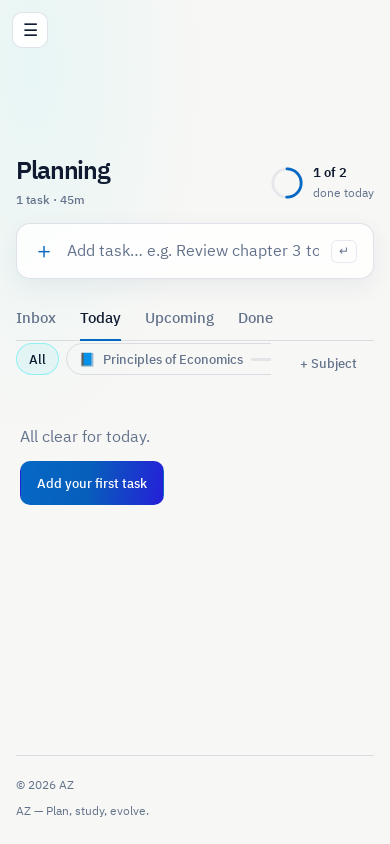 ☰
Planning
1 task · 45m
1 of 2
done today
+ Add task… e.g. Review chapter 3 to ↵
Inbox Today Upcoming Done
All 📘 Principles of Economics + Subject
All clear for today.
Add your first task
© 2026 AZ
AZ — Plan, study, evolve.